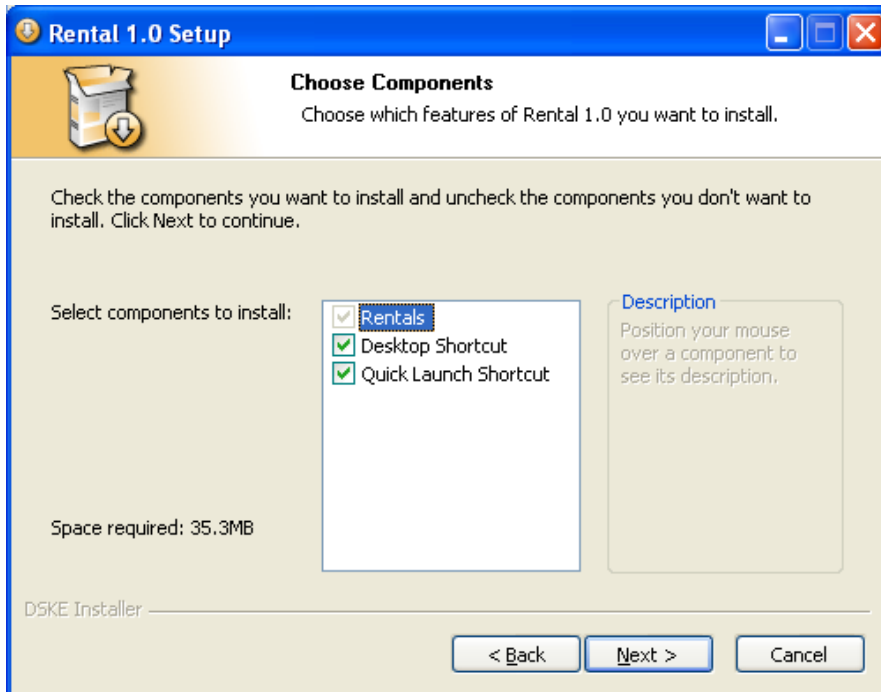 Rental 1.0 Setup
Choose Components
Choose which features of Rental 1.0 you want to install.
Check the components you want to install and uncheck the components you don't want to
install. Click Next to continue.
Select components to install:
Rentals
Desktop Shortcut
Quick Launch Shortcut
Description
Position your mouse
over a component to
see its description.
Space required: 35.3MB
DSKE Installer
< Back
Next >
Cancel